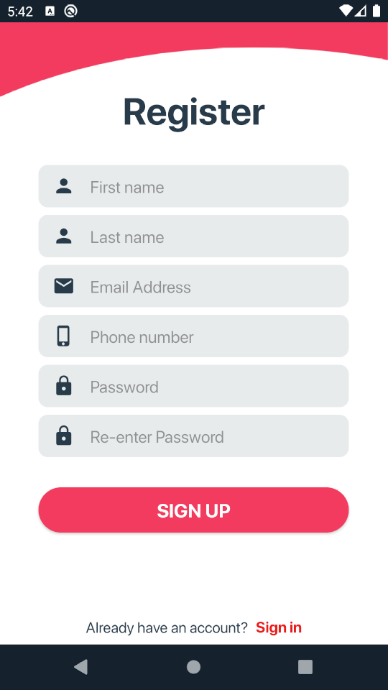 5:42
Register
First name
Last name
Email Address
Phone number
Password
Re-enter Password
SIGN UP
Already have an account? Sign in